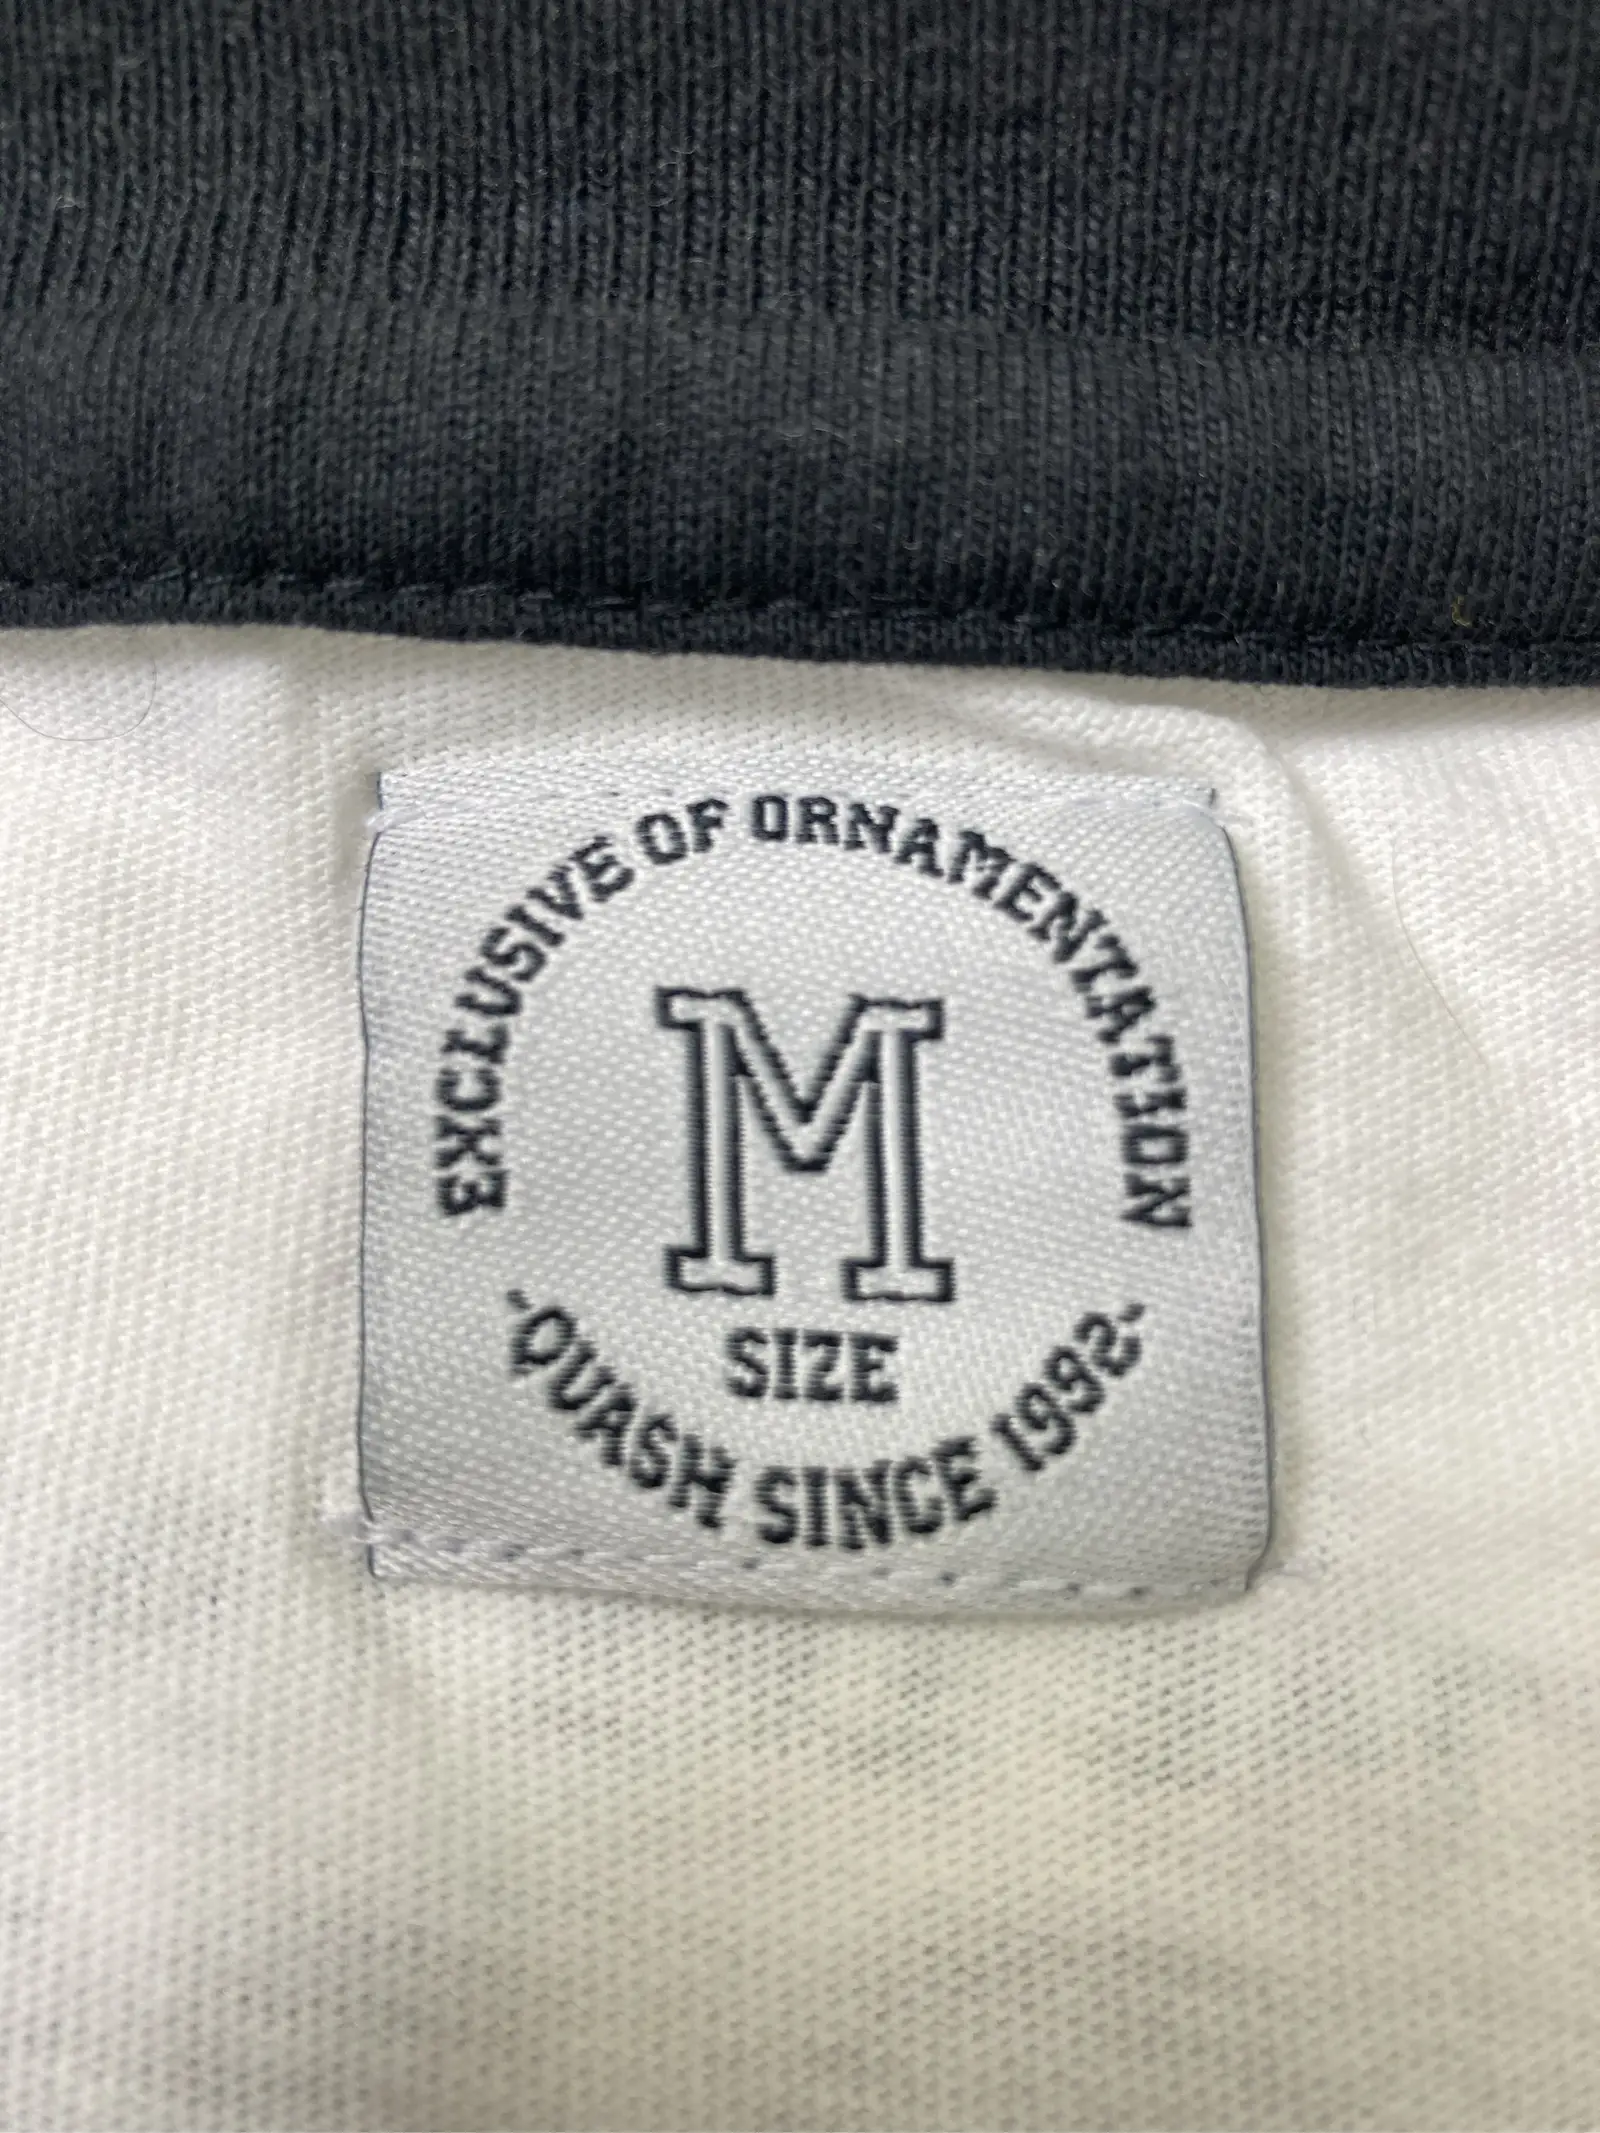 EXCLUSIVE OF ORNAMENTATION
M
SIZE
-QUASH SINCE 1992-